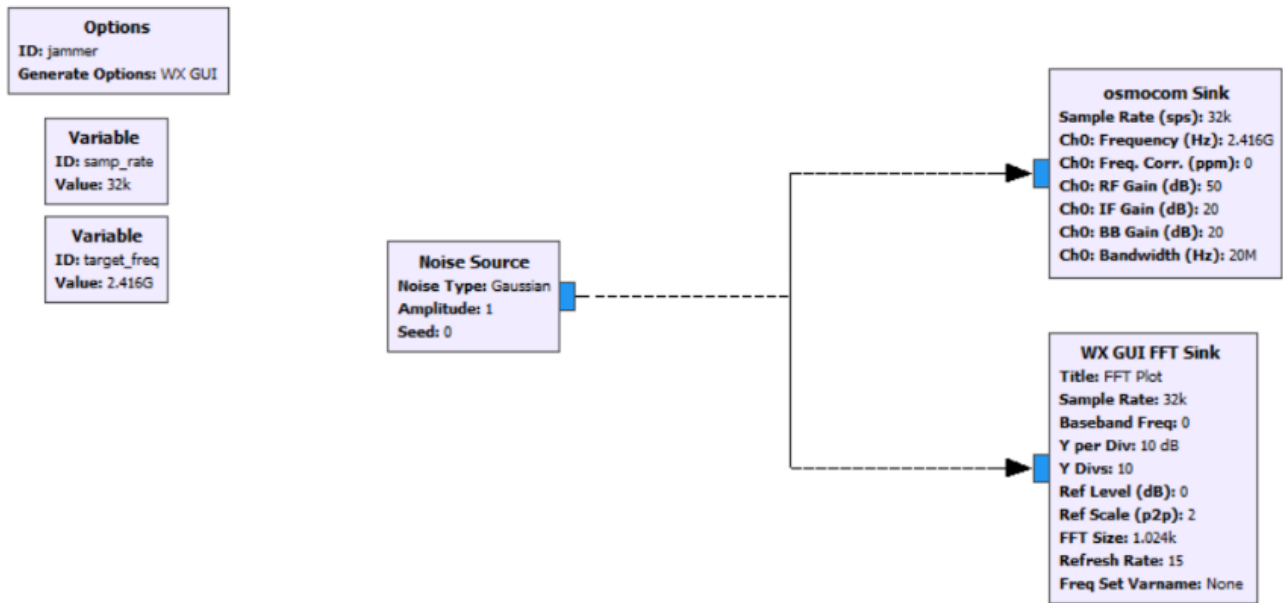 Options
ID: jammer
Generate Options: WX GUI
Variable
ID: samp_rate
Value: 32k
Variable
ID: target_freq
Value: 2.416G
Noise Source
Noise Type: Gaussian
Amplitude: 1
Seed: 0
osmocom Sink
Sample Rate (sps): 32k
Ch0: Frequency (Hz): 2.416G
Ch0: Freq. Corr. (ppm): 0
Ch0: RF Gain (dB): 50
Ch0: IF Gain (dB): 20
Ch0: BB Gain (dB): 20
Ch0: Bandwidth (Hz): 20M
WX GUI FFT Sink
Title: FFT Plot
Sample Rate: 32k
Baseband Freq: 0
Y per Div: 10 dB
Y Divs: 10
Ref Level (dB): 0
Ref Scale (p2p): 2
FFT Size: 1.024k
Refresh Rate: 15
Freq Set Varname: None